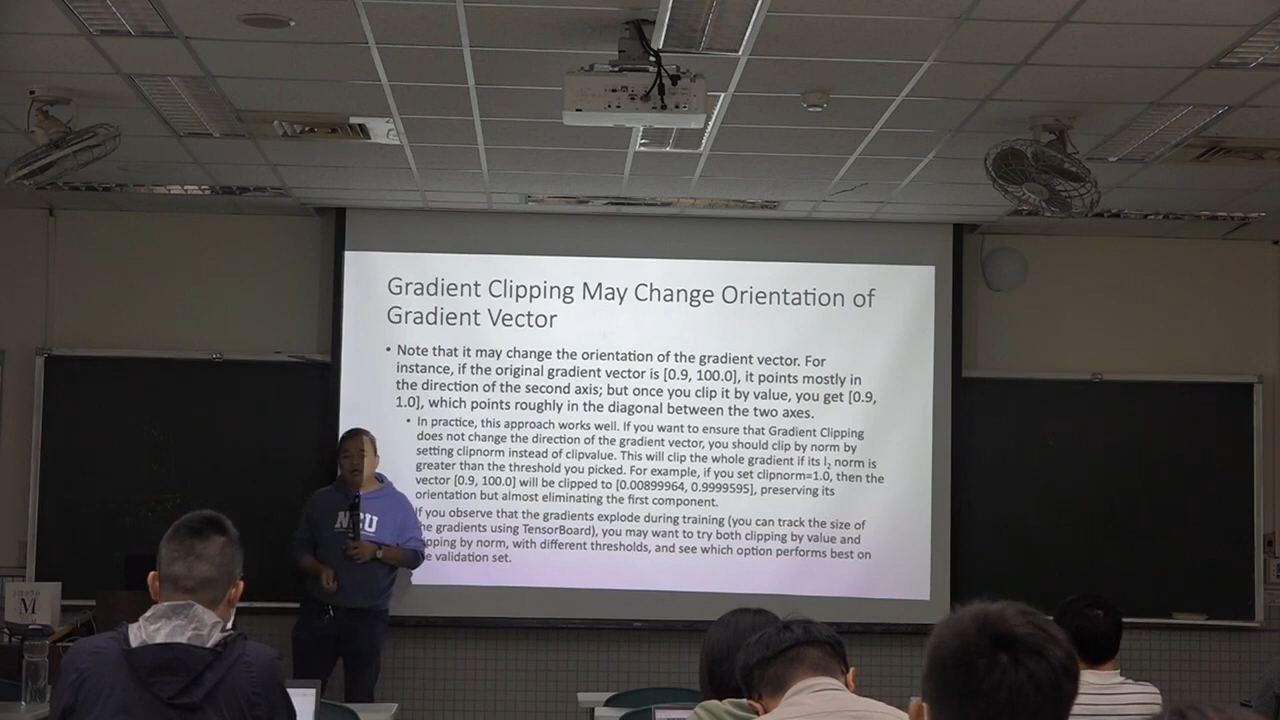 Gradient Clipping May Change Orientation of
Gradient Vector
• Note that it may change the orientation of the gradient vector. For
instance, if the original gradient vector is [0.9, 100.0], it points mostly in
the direction of the second axis; but once you clip it by value, you get [0.9,
1.0], which points roughly in the diagonal between the two axes.
• In practice, this approach works well. If you want to ensure that Gradient Clipping
does not change the direction of the gradient vector, you should clip by norm by
setting clipnorm instead of clipvalue. This will clip the whole gradient if its l₂ norm is
greater than the threshold you picked. For example, if you set clipnorm=1.0, then the
vector [0.9, 100.0] will be clipped to [0.00899964, 0.9999595], preserving its
orientation but almost eliminating the first component.
If you observe that the gradients explode during training (you can track the size of
he gradients using TensorBoard), you may want to try both clipping by value and
ipping by norm, with different thresholds, and see which option performs best on
e validation set.
NCU
M